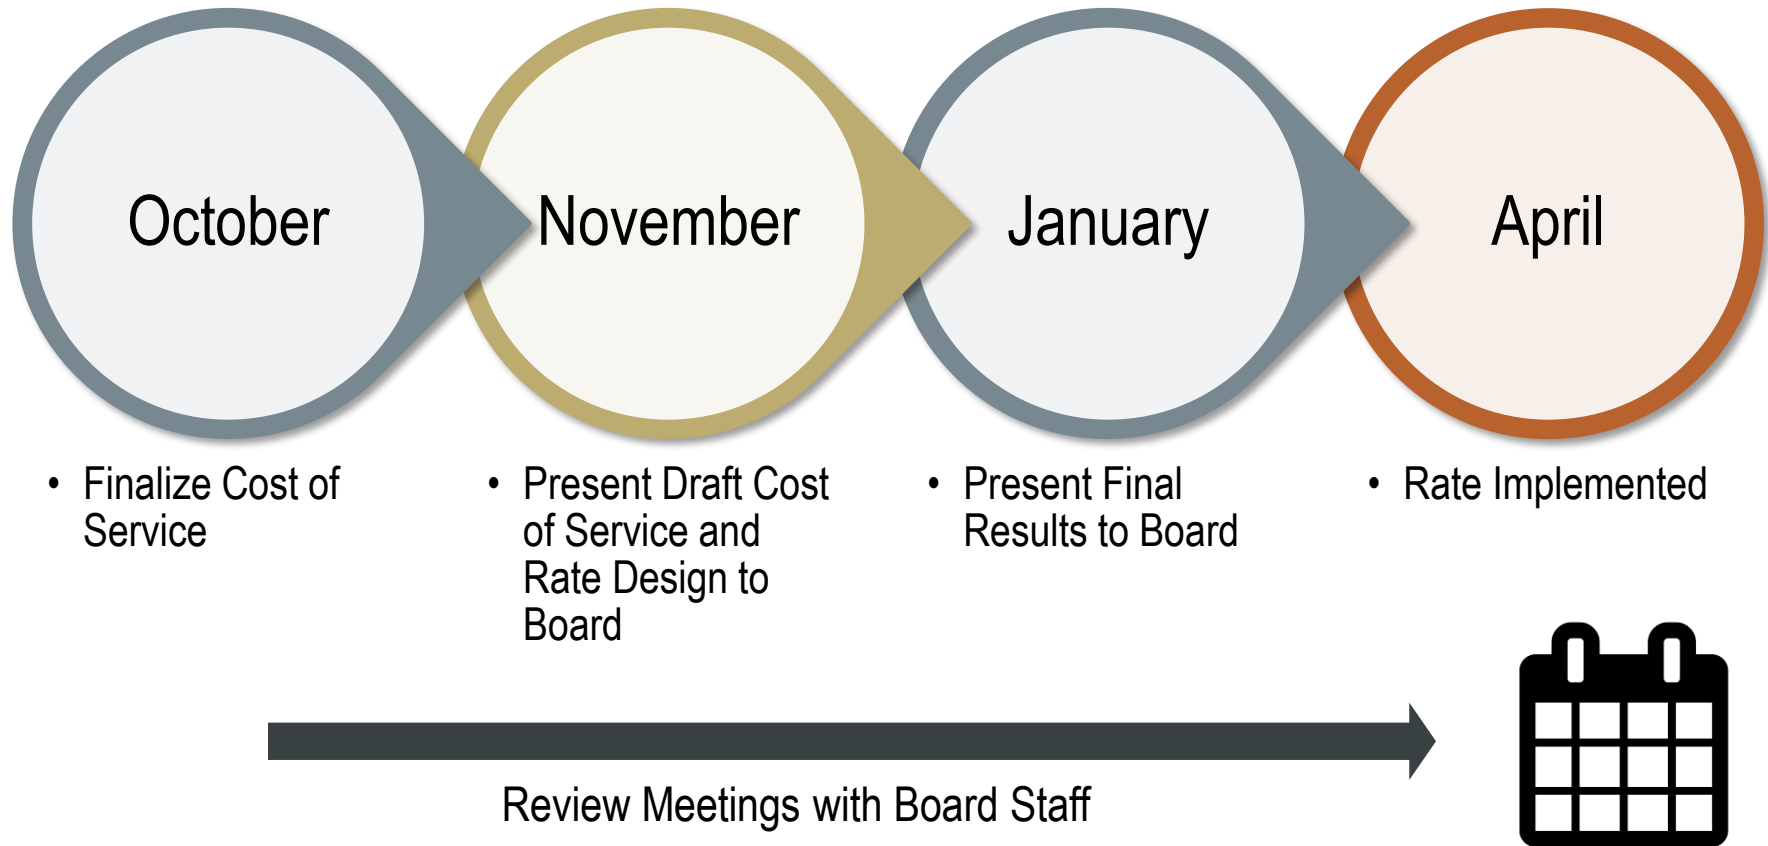 October
November
January
April
• Finalize Cost of
Service
• Present Draft Cost
of Service and
Rate Design to
Board
• Present Final
Results to Board
• Rate Implemented
Review Meetings with Board Staff